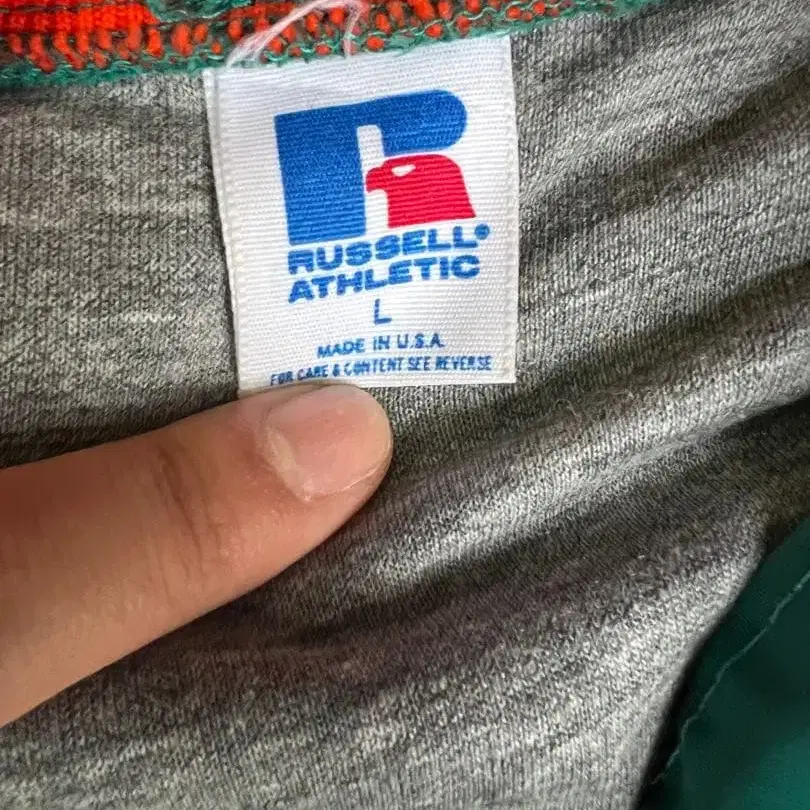 R
RUSSELL®
ATHLETIC
L
MADE IN U.S.A.
FOR CARE & CONTENT SEE REVERSE